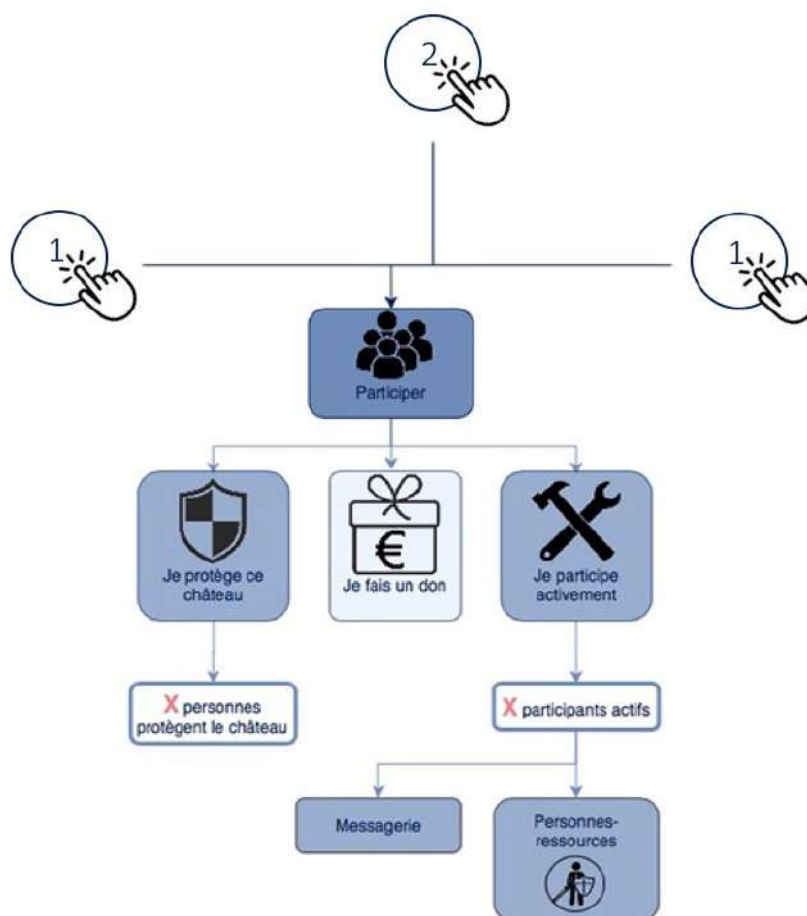 2
1
1
Participer
Je protège ce
château
€
Je fais un don
Je participe
activement
X personnes
protègent le château
X participants actifs
Messagerie
Personnes-
ressources